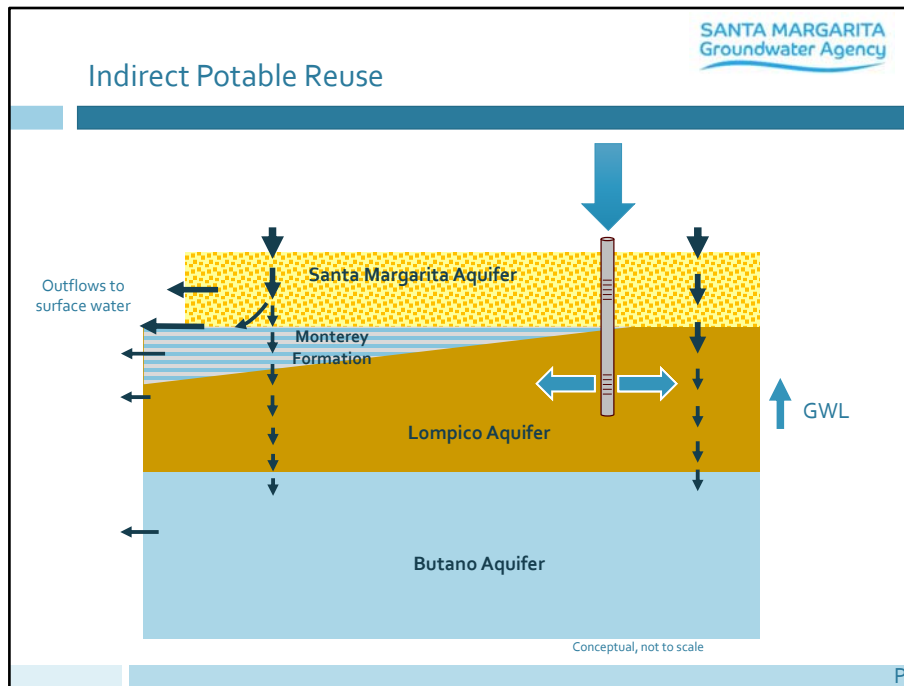 SANTA MARGARITA
Groundwater Agency
Indirect Potable Reuse
Santa Margarita Aquifer
Outflows to
surface water
Monterey
Formation
GWL
Lompico Aquifer
Butano Aquifer
Conceptual, not to scale
P